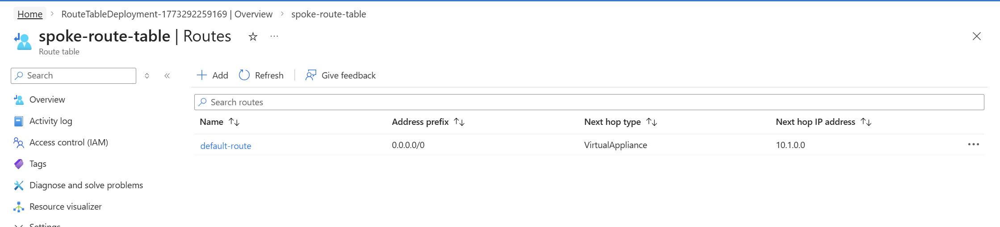 Home > RouteTableDeployment-1773292259169 | Overview > spoke-route-table
spoke-route-table | Routes
Route table
Search
Add Refresh Give feedback
Search routes
Overview
Activity log
Access control (IAM)
Tags
Diagnose and solve problems
Resource visualizer
Settings
Name Address prefix Next hop type Next hop IP address
default-route 0.0.0.0/0 VirtualAppliance 10.1.0.0